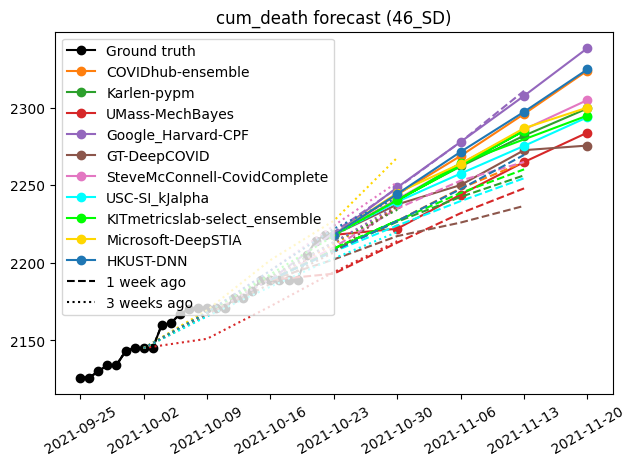 cum_death forecast (46_SD)
Ground truth
COVIDhub-ensemble
Karlen-pypm
UMass-MechBayes
Google_Harvard-CPF
GT-DeepCOVID
SteveMcConnell-CovidComplete
USC-SI_kJalpha
KITmetricslab-select_ensemble
Microsoft-DeepSTIA
HKUST-DNN
1 week ago
3 weeks ago
2300
2250
2200
2150
2021-09-25 2021-10-02 2021-10-09 2021-10-16 2021-10-23 2021-10-30 2021-11-06 2021-11-13 2021-11-20